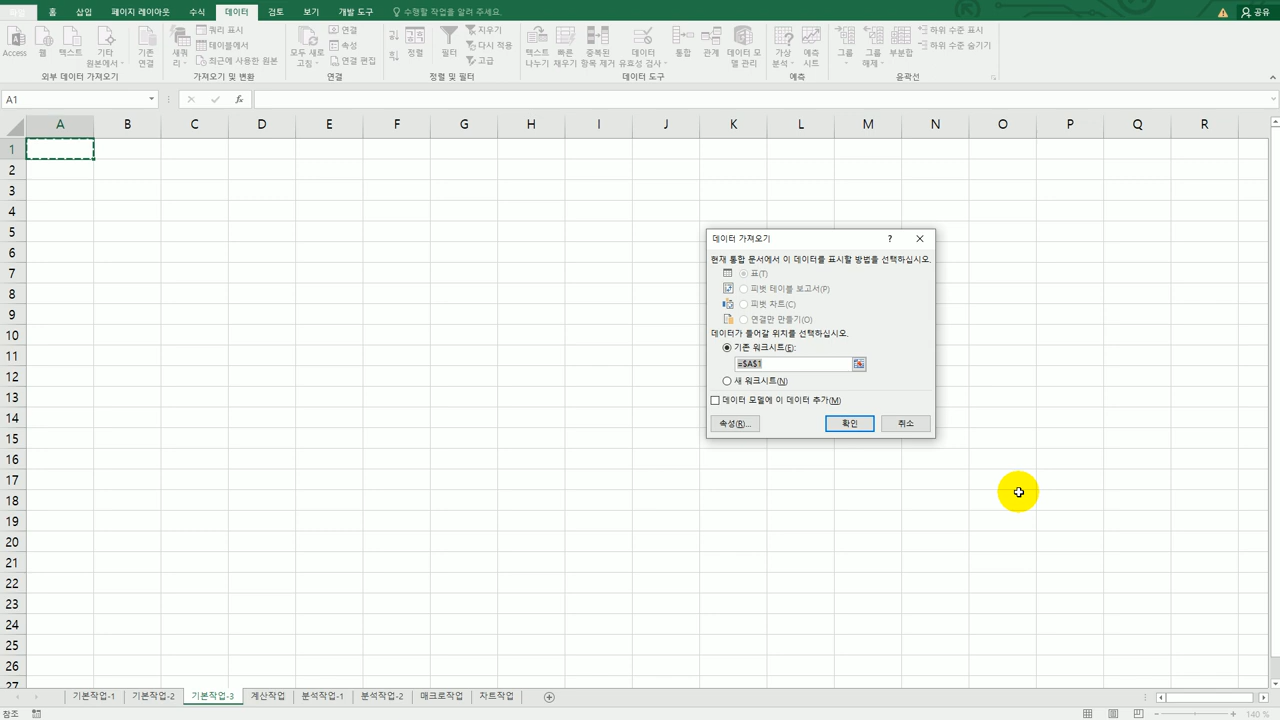 파일 홈 삽입 페이지 레이아웃 수식 데이터 검토 보기 개발 도구 수행할 작업을 알려 주세요. 공유
Access 웹 텍스트 기타 원본에서 기존 연결 새 쿼리 쿼리 표시 테이블에서 최근에 사용한 원본 모두 새로 고침 연결 속성 연결 편집 정렬 필터 지우기 다시 적용 고급 텍스트 나누기 빠른 채우기 중복된 항목 제거 데이터 유효성 검사 통합 관계 데이터 모델 관리 가상 분석 예측 시트 그룹 그룹 해제 부분합 하위 수준 표시 하위 수준 숨기기
외부 데이터 가져오기 가져오기 및 변환 연결 정렬 및 필터 데이터 도구 예측 윤곽선
A1 fx
A B C D E F G H I J K L M N O P Q R
1
2
3
4
5
6
7
8
9
10
11
12
13
14
15
16
17
18
19
20
21
22
23
24
25
26
27
데이터 가져오기 ?
현재 통합 문서에서 이 데이터를 표시할 방법을 선택하십시오.
표(T)
피벗 테이블 보고서(P)
피벗 차트(C)
연결만 만들기(O)
데이터가 들어갈 위치를 선택하십시오.
기존 워크시트(E):
=$A$1
새 워크시트(N)
데이터 모델에 이 데이터 추가(M)
속성(R)... 확인 취소
기본작업-1 기본작업-2 기본작업-3 계산작업 분석작업-1 분석작업-2 매크로작업 차트작업
참조 140 %